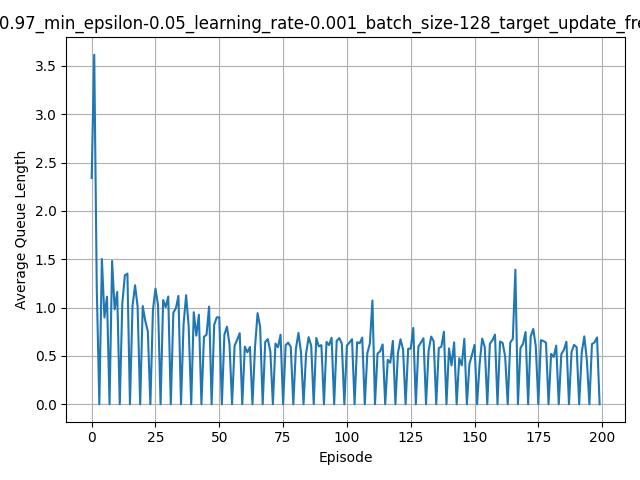 0.97_min_epsilon-0.05_learning_rate-0.001_batch_size-128_target_update_fre
3.5
3.0
2.5
2.0
1.5
1.0
0.5
0.0
Average Queue Length
0 25 50 75 100 125 150 175 200
Episode